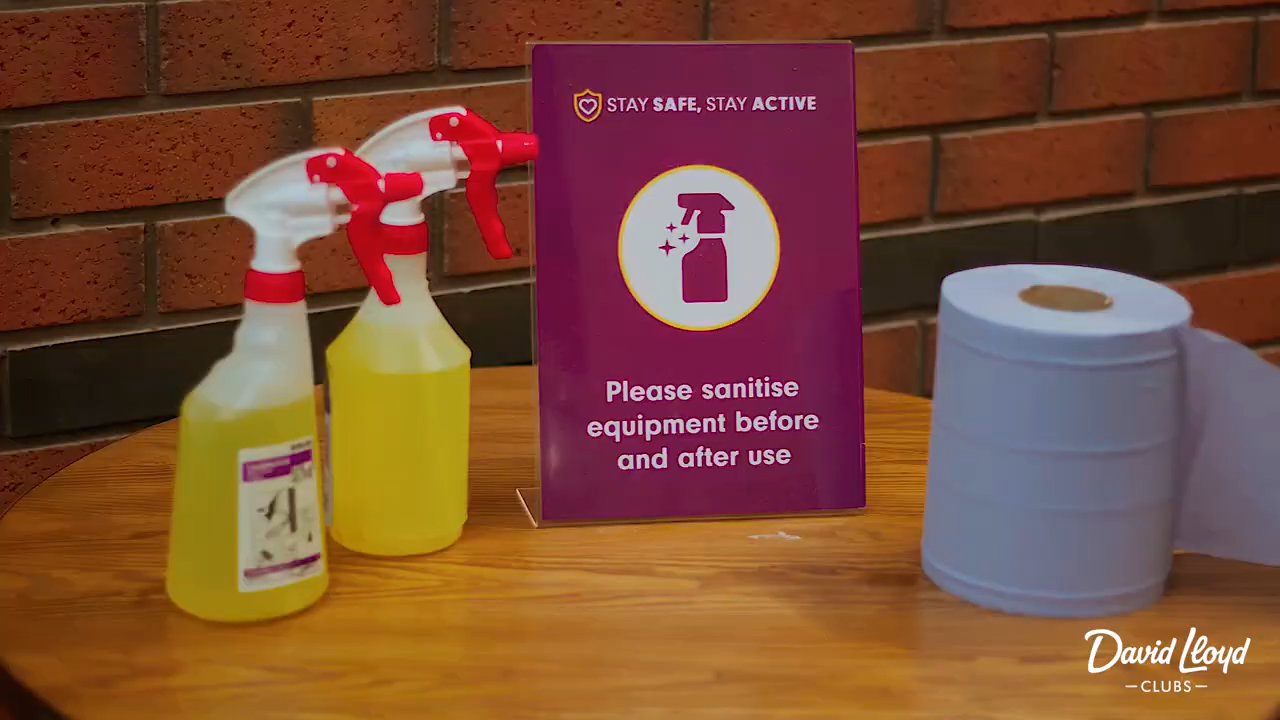 STAY SAFE, STAY ACTIVE
Please sanitise
equipment before
and after use
David Lloyd
CLUBS